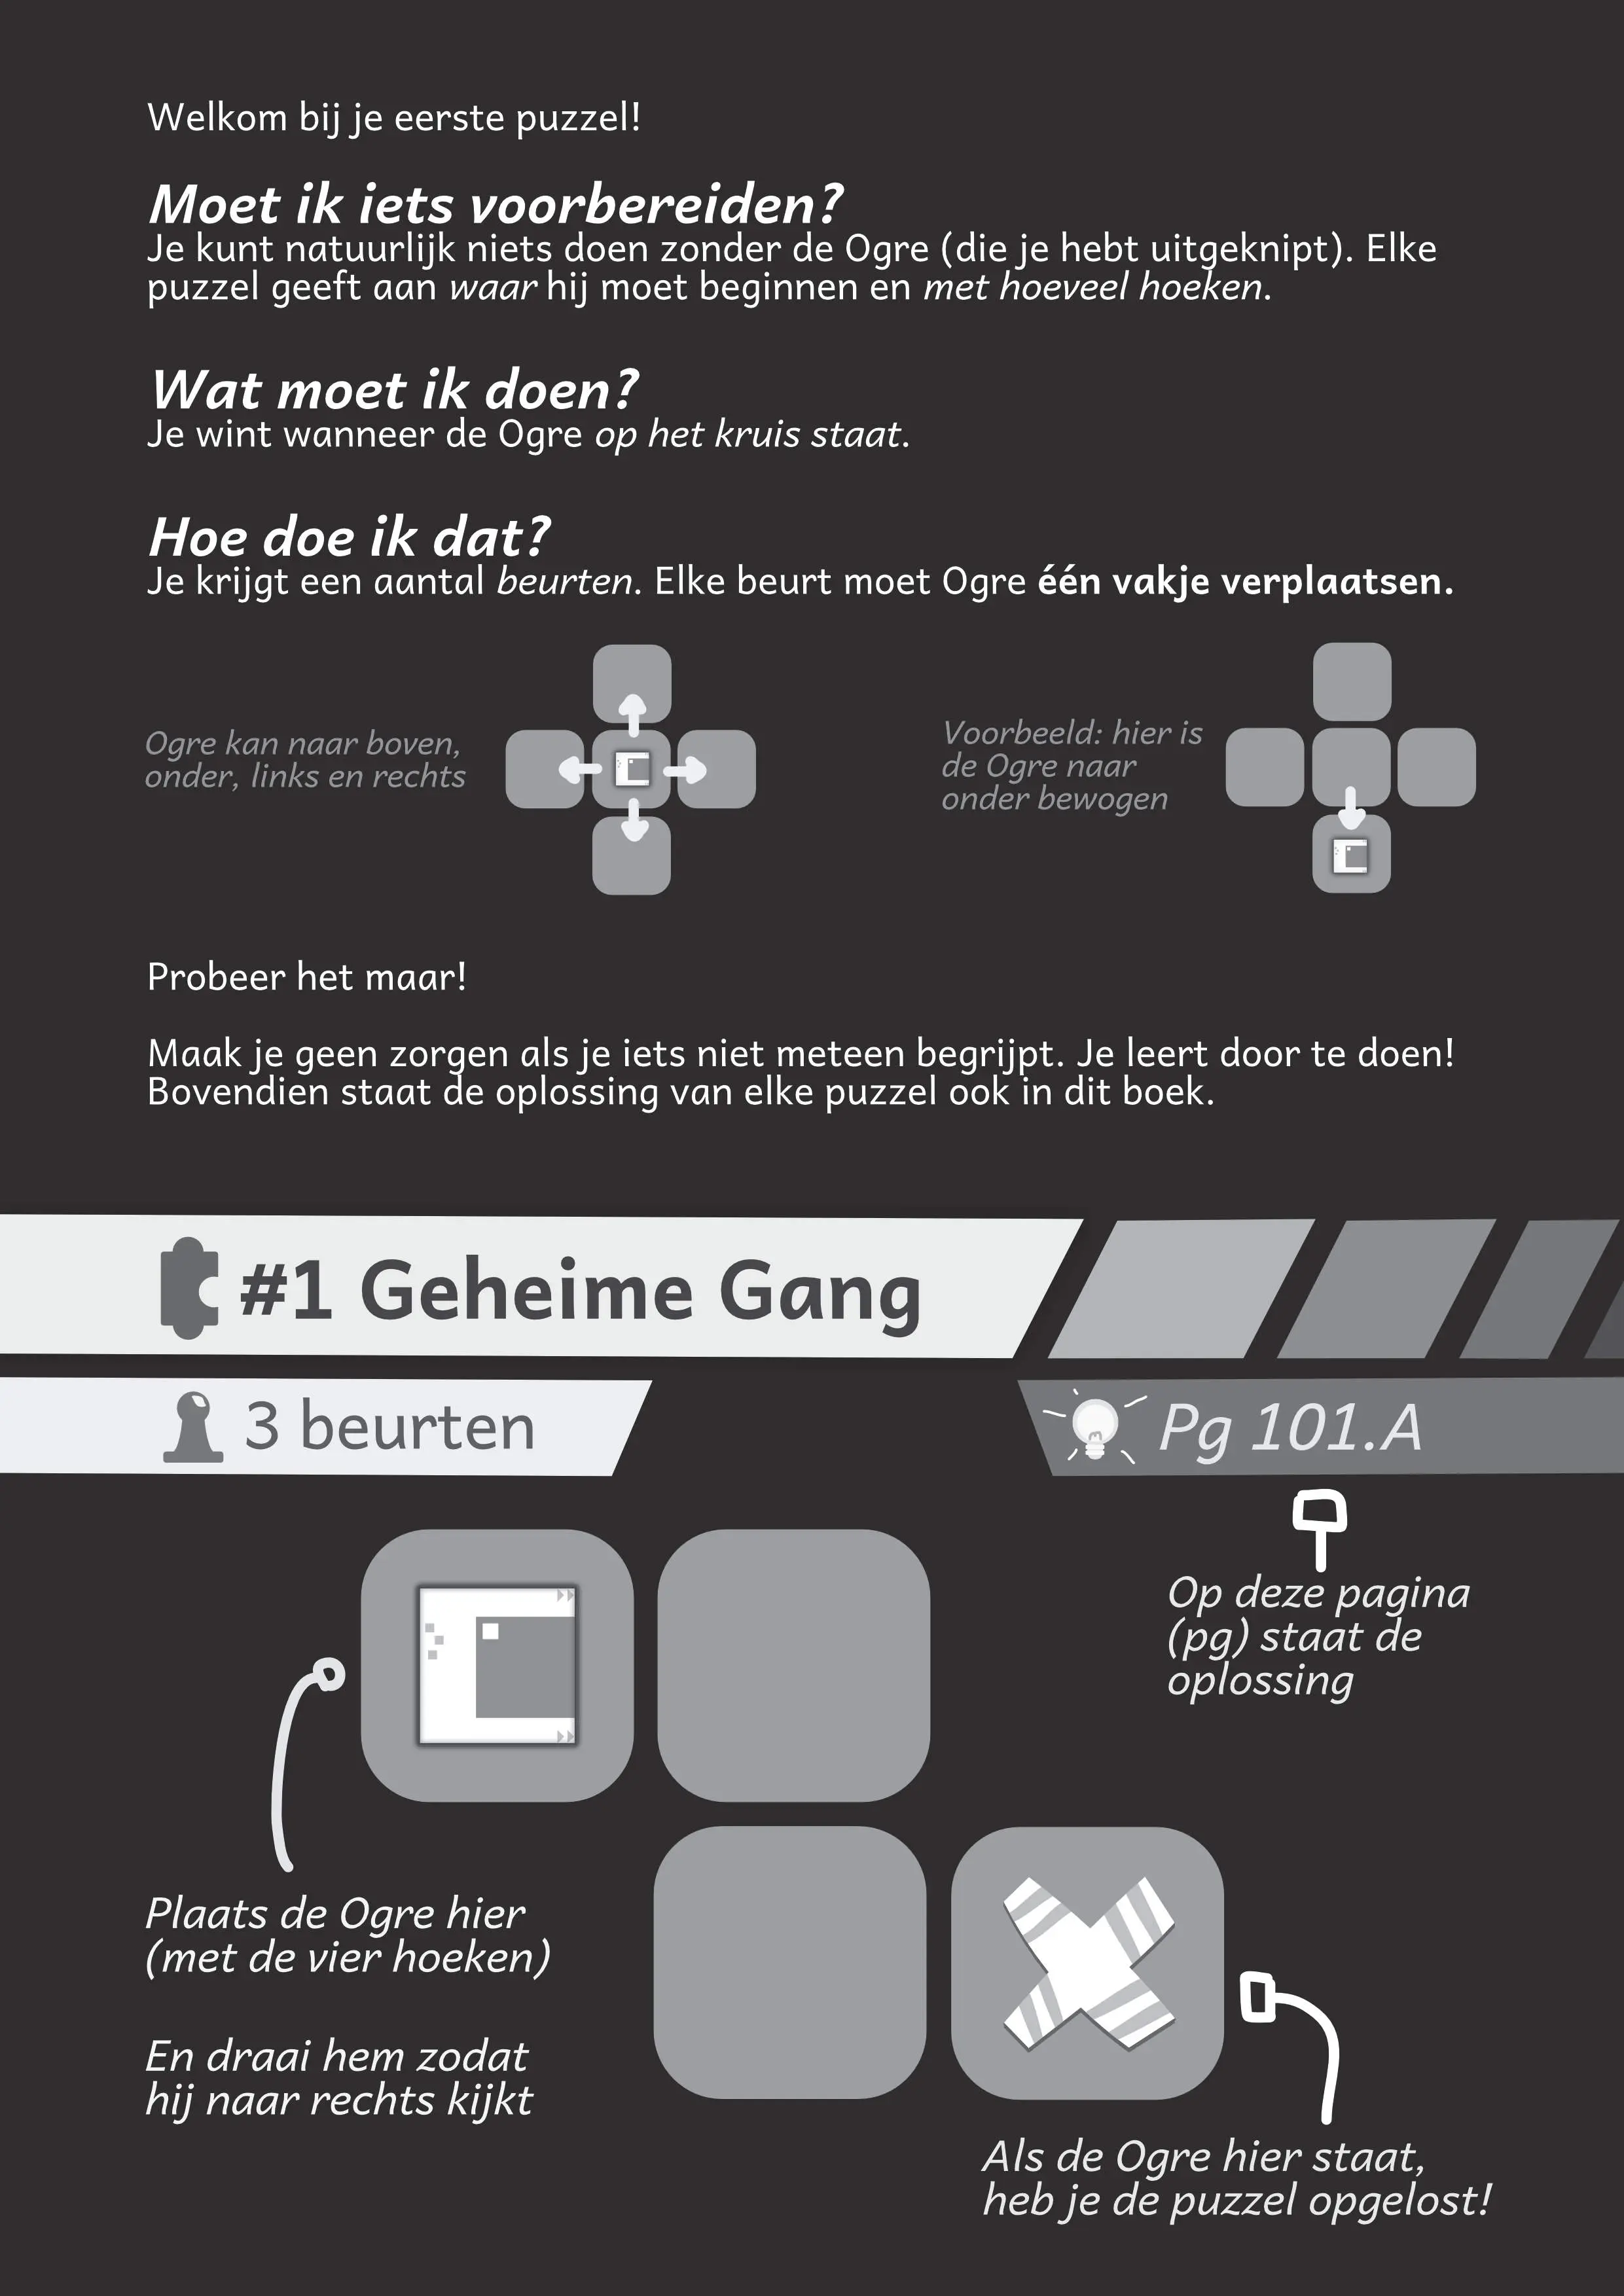 Welkom bij je eerste puzzel!
Moet ik iets voorbereiden?
Je kunt natuurlijk niets doen zonder de Ogre (die je hebt uitgeknipt). Elke
puzzel geeft aan waar hij moet beginnen en met hoeveel hoeken.
Wat moet ik doen?
Je wint wanneer de Ogre op het kruis staat.
Hoe doe ik dat?
Je krijgt een aantal beurten. Elke beurt moet Ogre één vakje verplaatsen.
Ogre kan naar boven,
onder, links en rechts
Voorbeeld: hier is
de Ogre naar
onder bewogen
Probeer het maar!
Maak je geen zorgen als je iets niet meteen begrijpt. Je leert door te doen!
Bovendien staat de oplossing van elke puzzel ook in dit boek.
#1 Geheime Gang
3 beurten
Pg 101.A
Op deze pagina
(pg) staat de
oplossing
Plaats de Ogre hier
(met de vier hoeken)
En draai hem zodat
hij naar rechts kijkt
Als de Ogre hier staat,
heb je de puzzel opgelost!